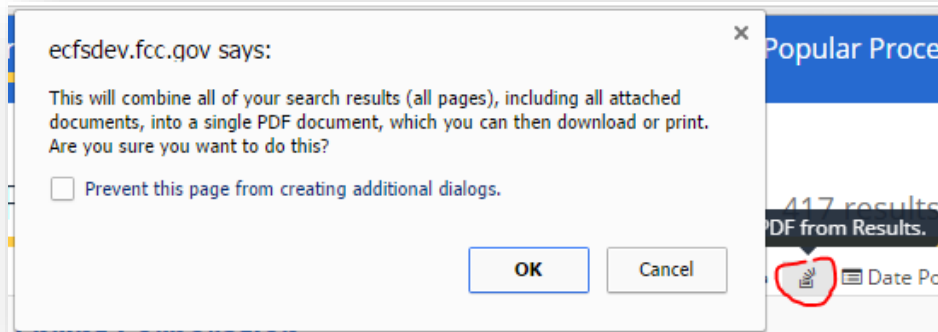 ecfsdev.fcc.gov says:
This will combine all of your search results (all pages), including all attached
documents, into a single PDF document, which you can then download or print.
Are you sure you want to do this?
Prevent this page from creating additional dialogs.
OK
Cancel
Popular Proce
417 results
PDF from Results.
Date Po